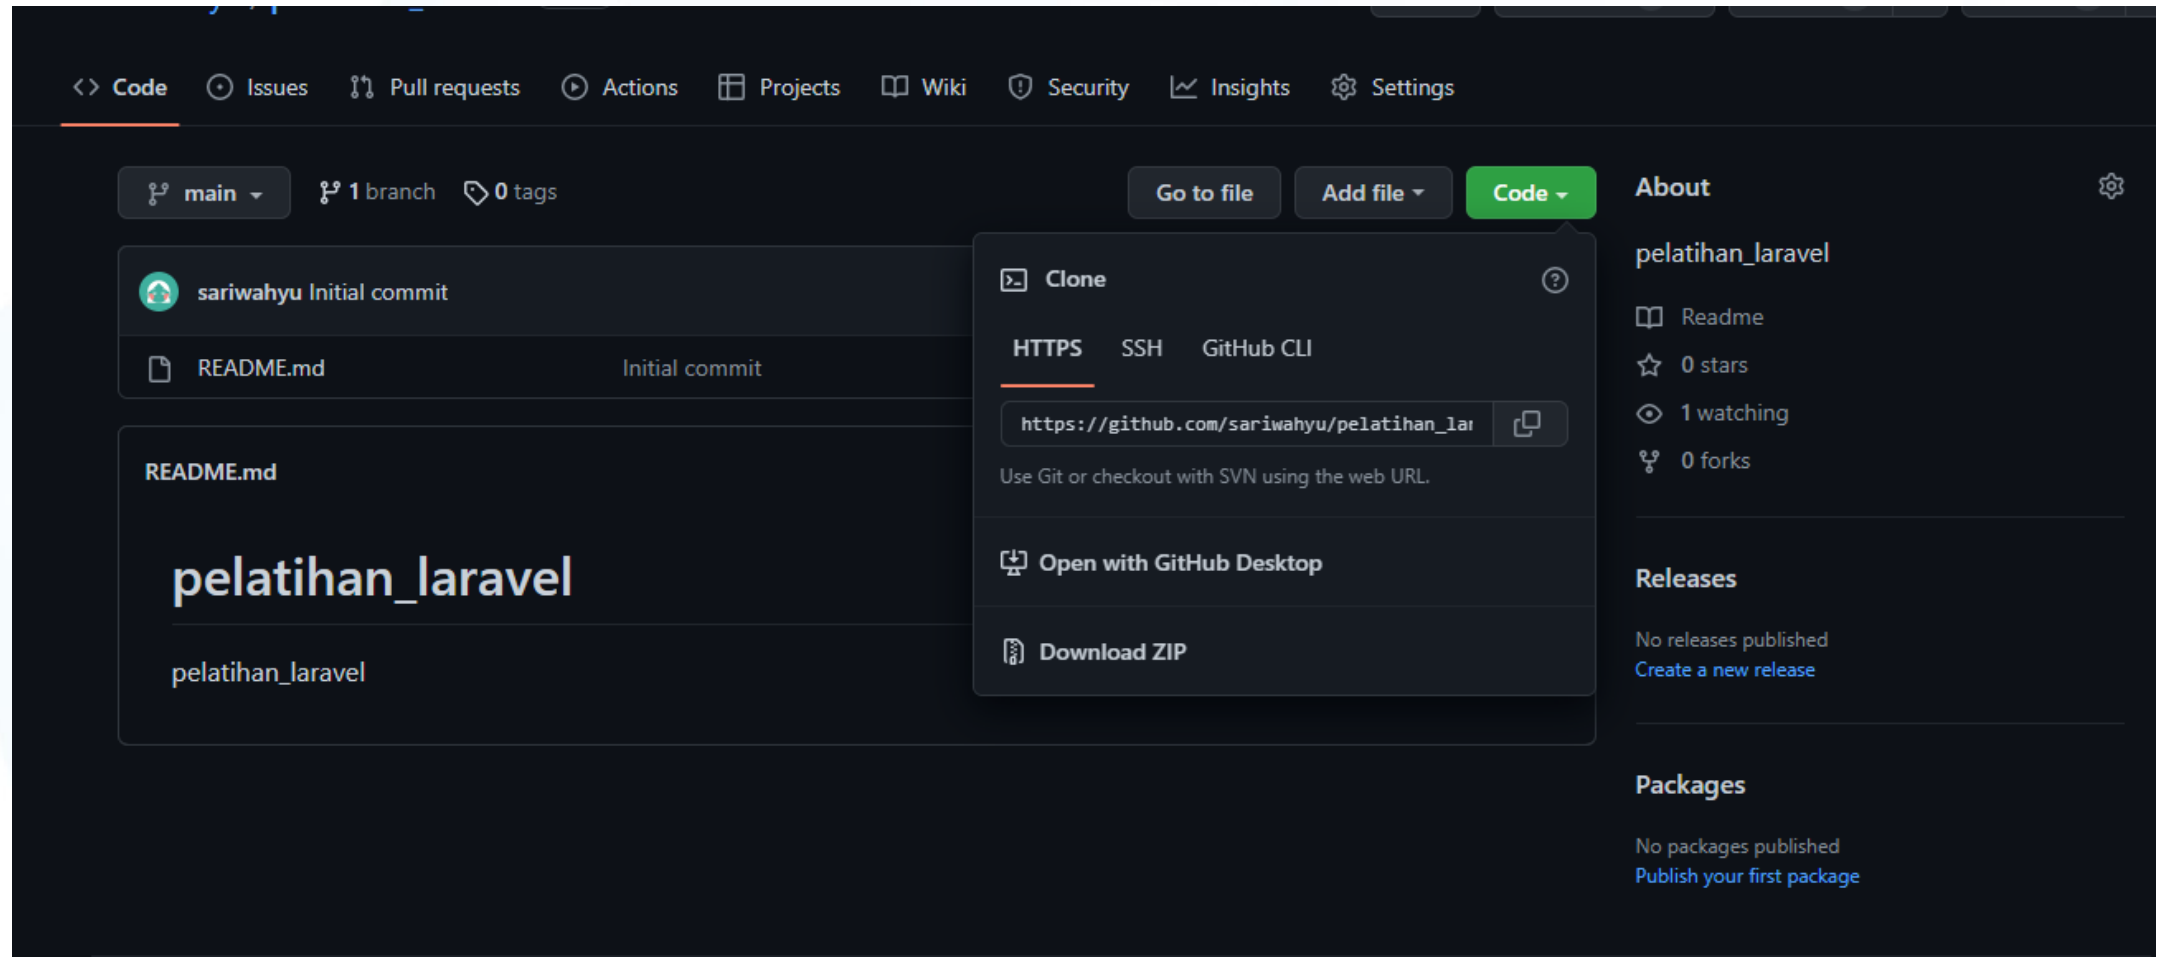 Code Issues Pull requests Actions Projects Wiki Security Insights Settings
main 1 branch 0 tags Go to file Add file Code
sariwahyu Initial commit
README.md Initial commit
README.md
pelatihan_laravel
pelatihan_laravel
Clone
HTTPS SSH GitHub CLI
https://github.com/sariwahyu/pelatihan_la
Use Git or checkout with SVN using the web URL.
Open with GitHub Desktop
Download ZIP
About
pelatihan_laravel
Readme
0 stars
1 watching
0 forks
Releases
No releases published
Create a new release
Packages
No packages published
Publish your first package